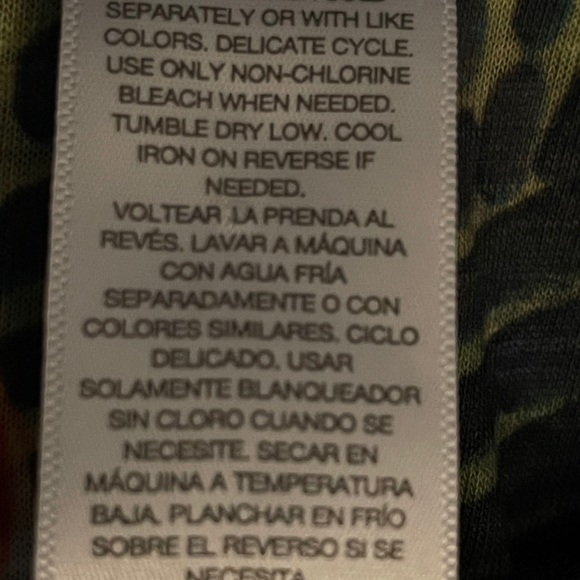 SEPARATELY OR WITH LIKE
COLORS. DELICATE CYCLE.
USE ONLY NON-CHLORINE
BLEACH WHEN NEEDED.
TUMBLE DRY LOW. COOL
IRON ON REVERSE IF
NEEDED.
VOLTEAR LA PRENDA AL
REVÉS. LAVAR A MÁQUINA
CON AGUA FRÍA
SEPARADAMENTE O CON
COLORES SIMILARES. CICLO
DELICADO. USAR
SOLAMENTE BLANQUEADOR
SIN CLORO CUANDO SE
NECESITE. SECAR EN
MÁQUINA A TEMPERATURA
BAJA. PLANCHAR EN FRÍO
SOBRE EL REVERSO SI SE
NECESITA